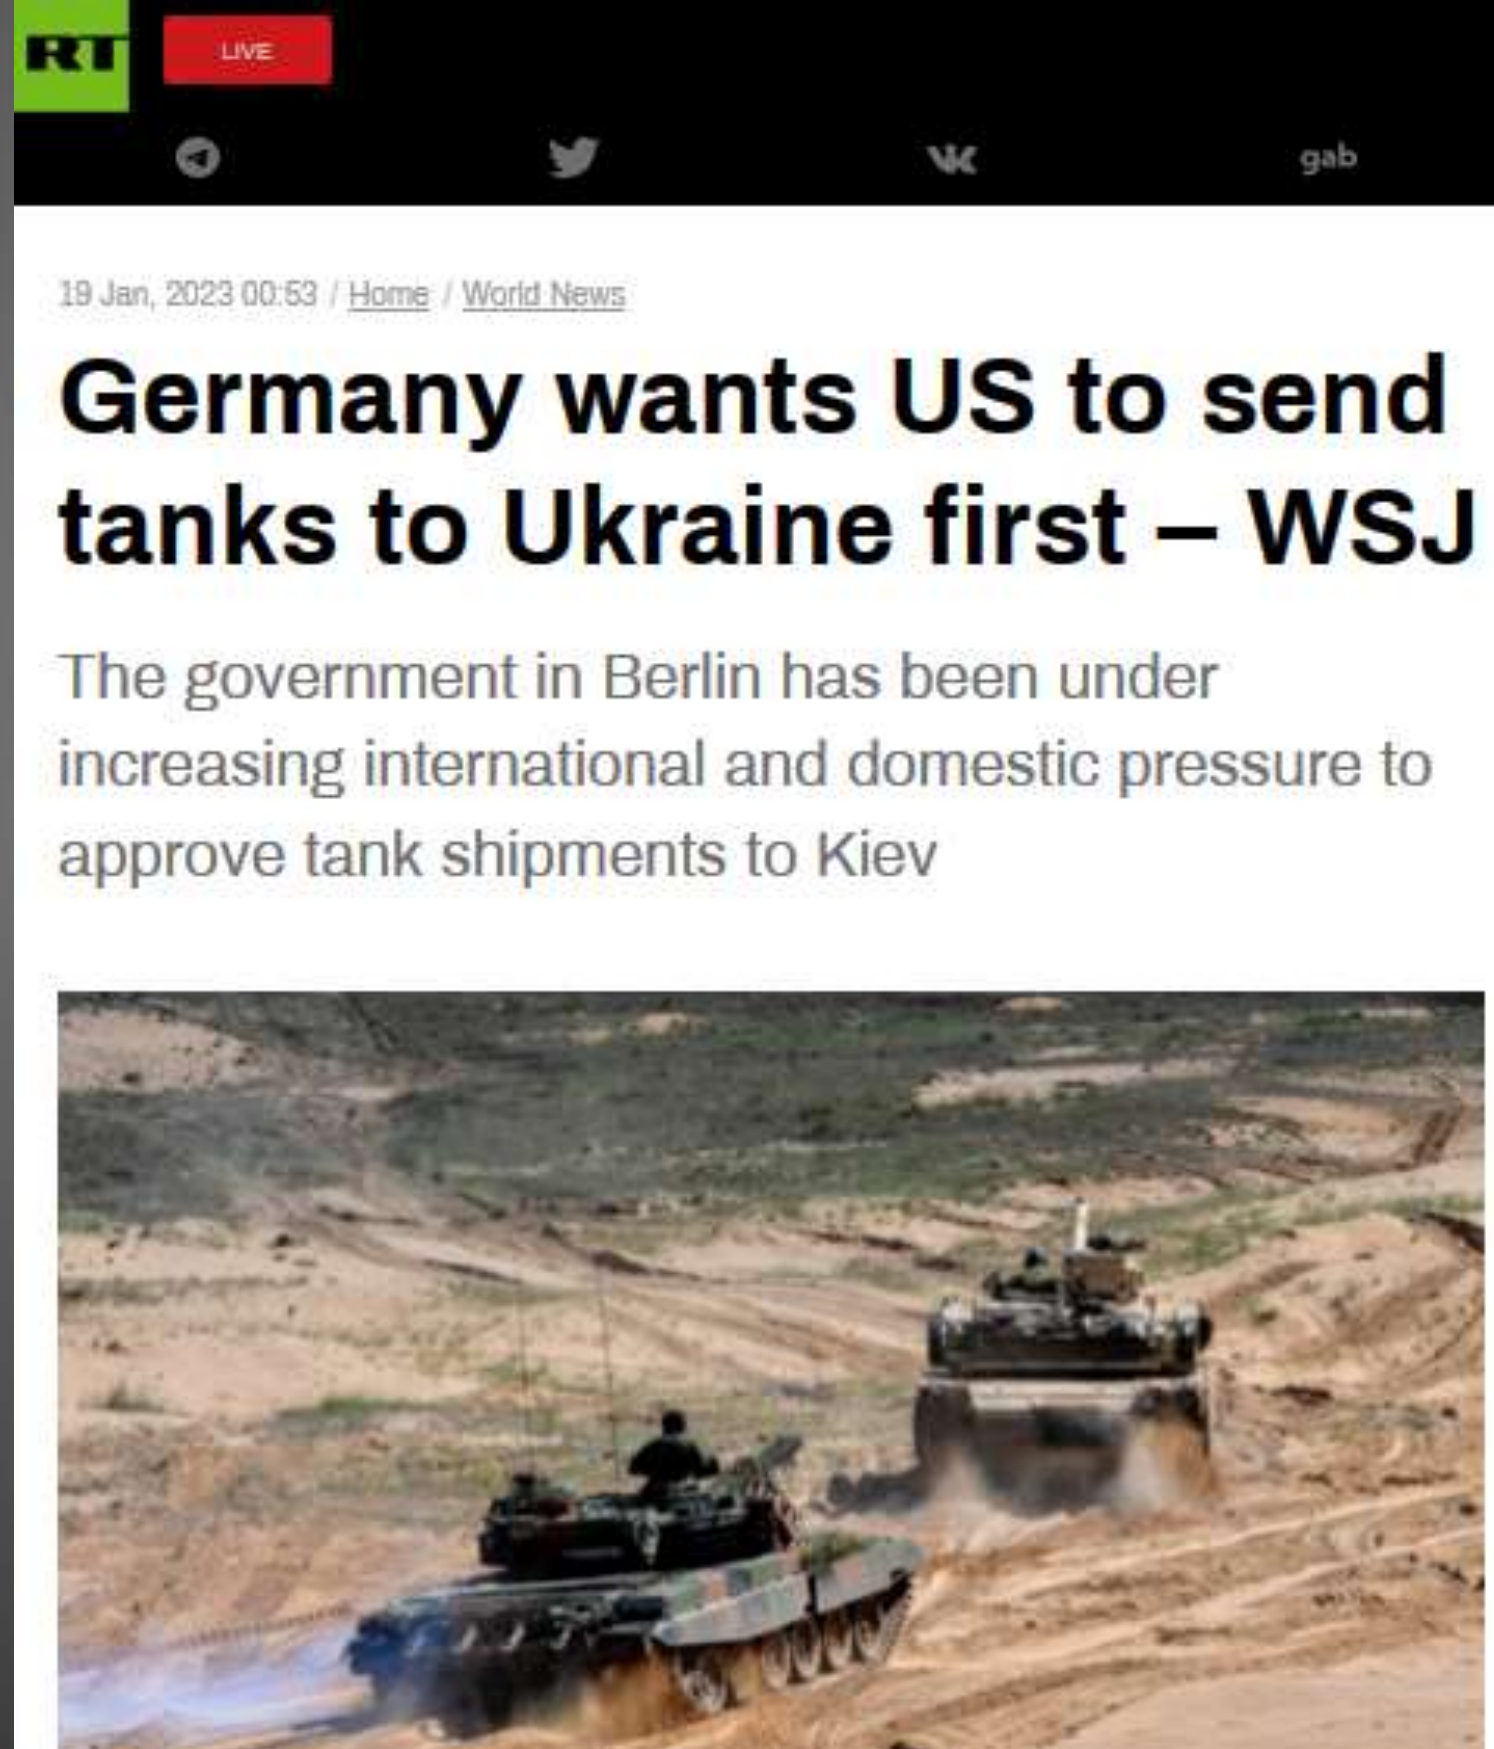 RT
LIVE
gab
19 Jan, 2023 00:53 / Home / World News
Germany wants US to send
tanks to Ukraine first – WSJ
The government in Berlin has been under
increasing international and domestic pressure to
approve tank shipments to Kiev